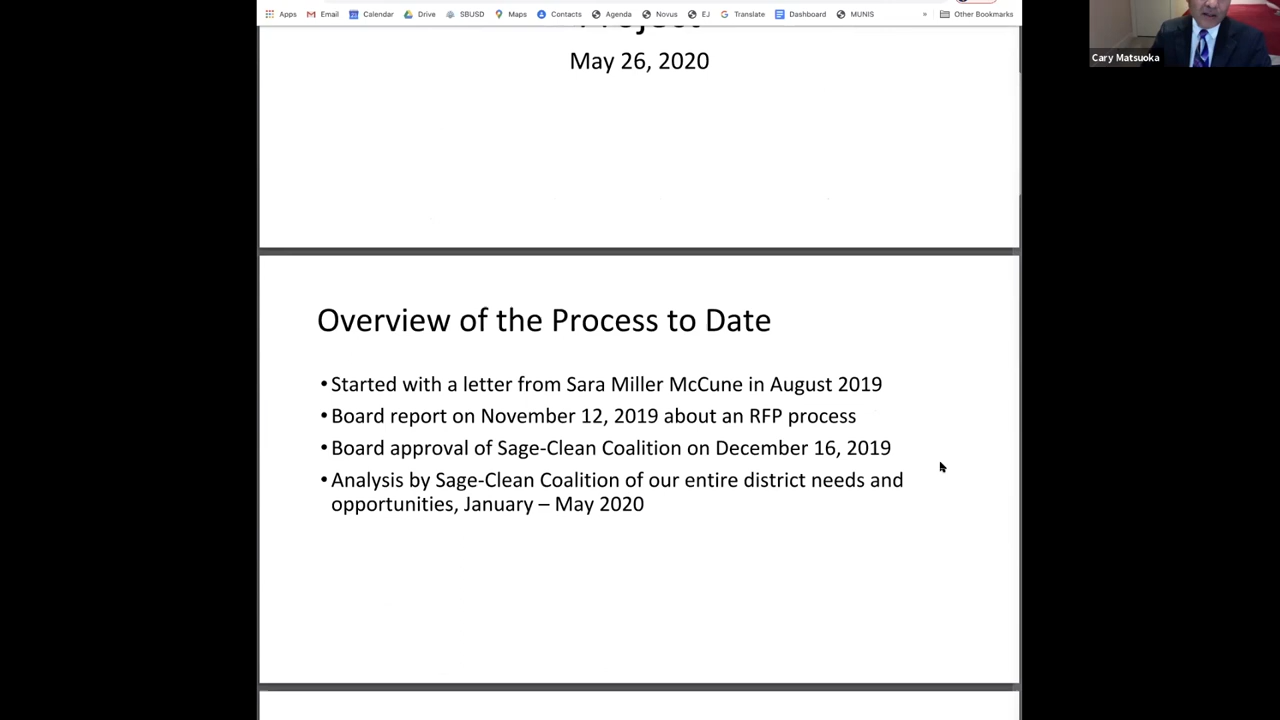 Apps Email Calendar Drive SBUSD Maps Contacts Agenda Novus EJ Translate Dashboard MUNIS » Other Bookmarks
Project
May 26, 2020
Cary Matsuoka
Overview of the Process to Date
•Started with a letter from Sara Miller McCune in August 2019
•Board report on November 12, 2019 about an RFP process
•Board approval of Sage-Clean Coalition on December 16, 2019
•Analysis by Sage-Clean Coalition of our entire district needs and
opportunities, January – May 2020